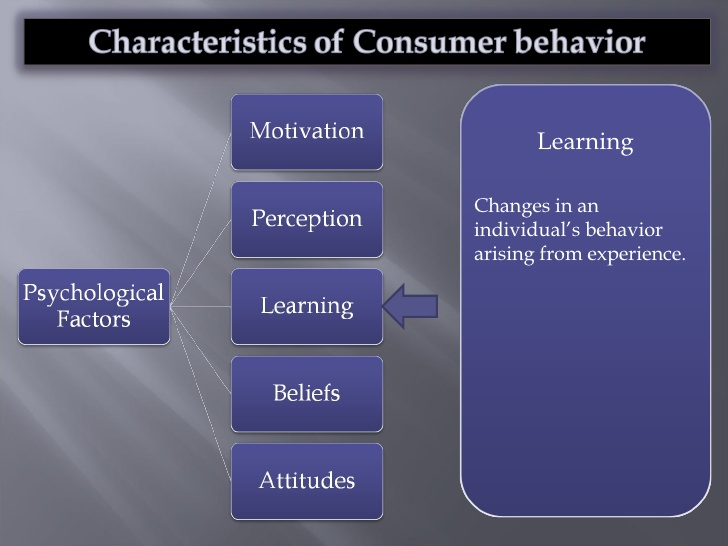 Characteristics of Consumer behavior
Psychological
Factors
Motivation
Perception
Learning
Beliefs
Attitudes
Learning
Changes in an
individual’s behavior
arising from experience.